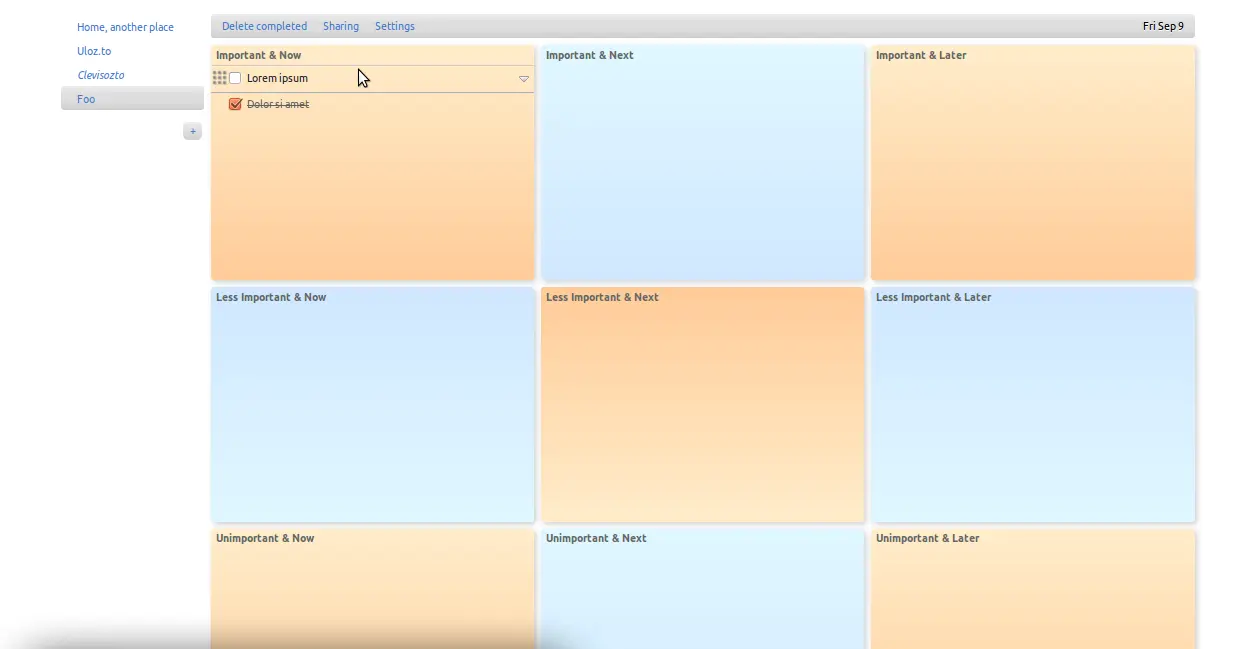 Home, another place
Uloz.to
Clevisozto
Foo
+
Delete completed Sharing Settings Fri Sep 9
Important & Now
Lorem ipsum
Dolor si amet
Important & Next
Important & Later
Less Important & Now
Less Important & Next
Less Important & Later
Unimportant & Now
Unimportant & Next
Unimportant & Later